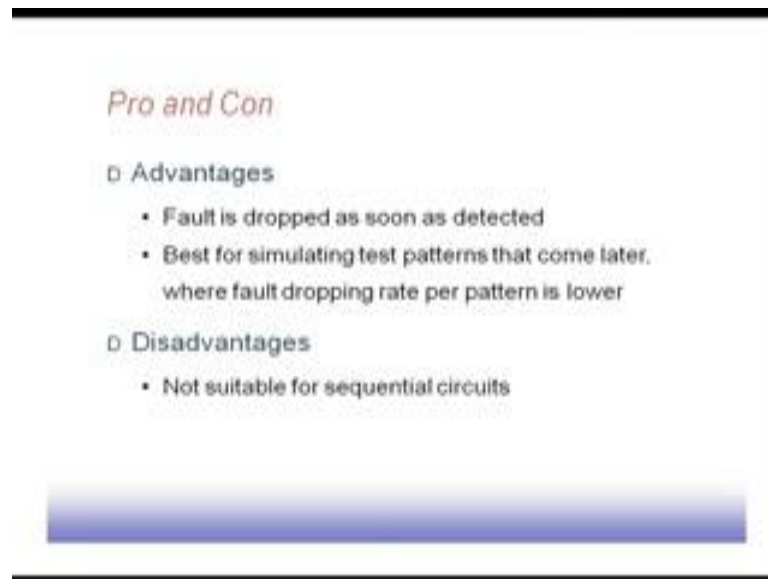 Pro and Con
Advantages
• Fault is dropped as soon as detected
• Best for simulating test patterns that come later,
where fault dropping rate per pattern is lower
Disadvantages
• Not suitable for sequential circuits